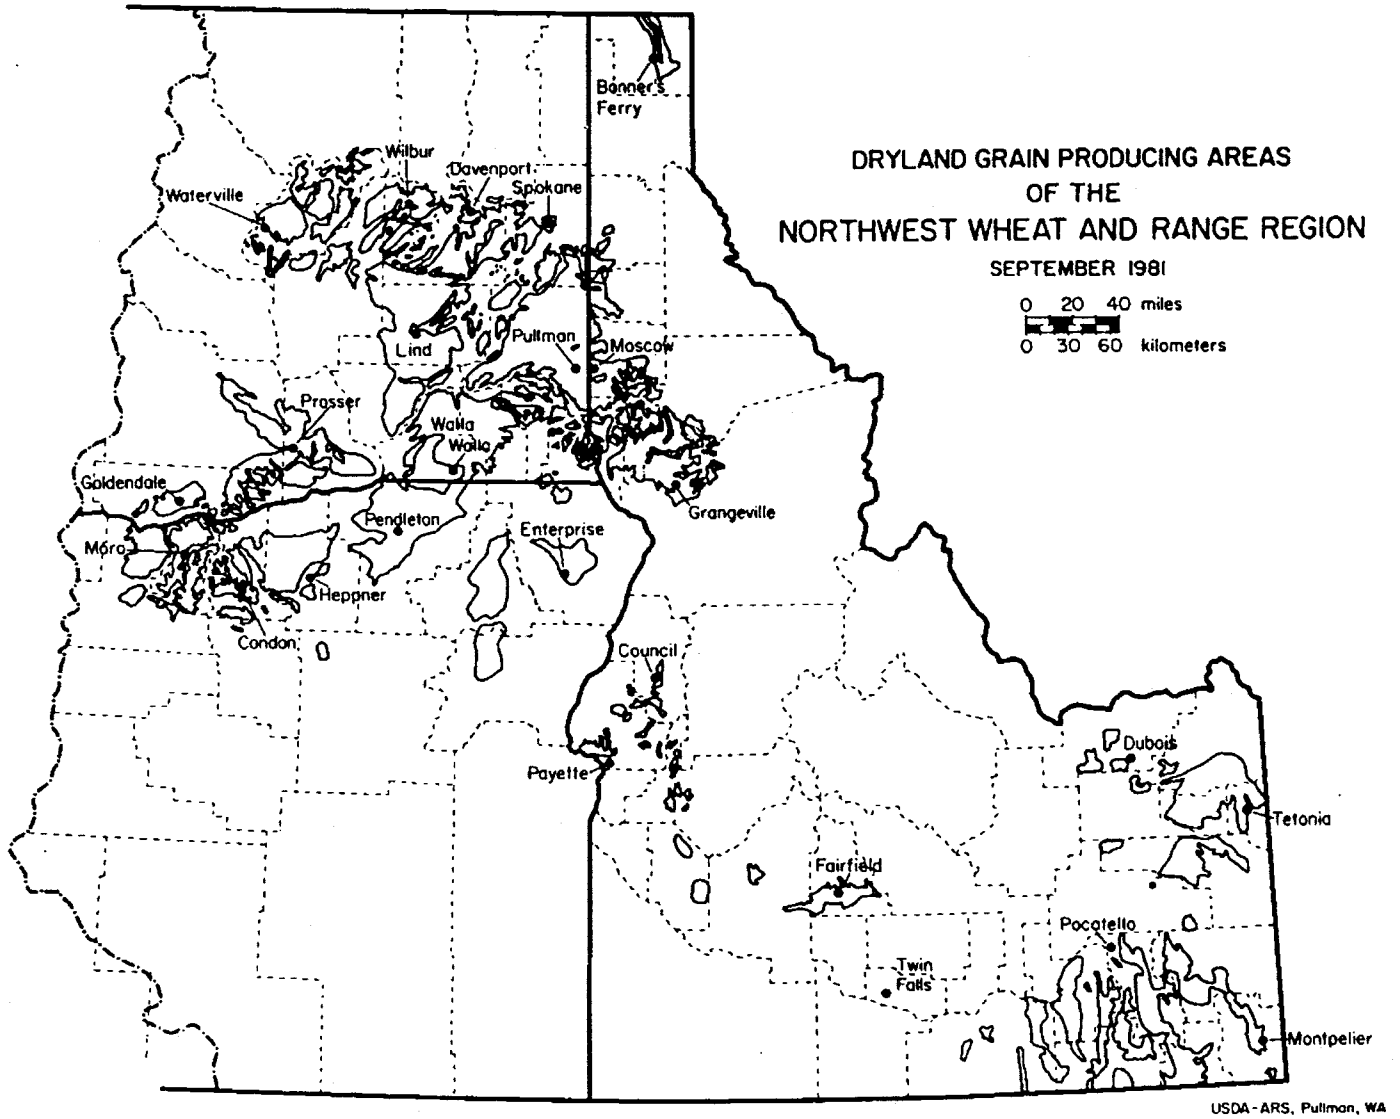 DRYLAND GRAIN PRODUCING AREAS
OF THE
NORTHWEST WHEAT AND RANGE REGION
SEPTEMBER 1981
0 20 40 miles
0 30 60 kilometers
Bonner's
Ferry
Wilbur
Davenport
Spokane
Waterville
Pullman
Moscow
Lind
Prosser
Walla
Walla
Goldendale
Grangeville
Pendleton
Enterprise
Moro
Heppner
Condon
Council
Payette
Dubois
Tetonia
Fairfield
Pocatello
Twin
Falls
Montpelier
USDA-ARS, Pullman, WA